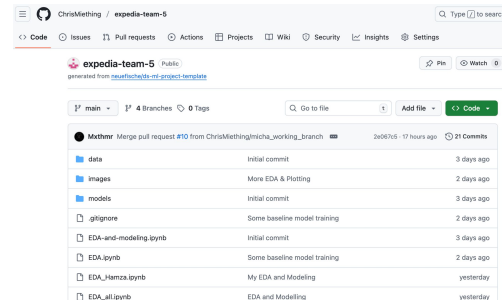 ChrisMiething / expedia-team-5
Type / to searc
Code Issues Pull requests Actions Projects Wiki Security Insights Settings
expedia-team-5 Public
Pin Watch 0
generated from neuefische/ds-ml-project-template
main 4 Branches 0 Tags Go to file t Add file Code
Mxthmr Merge pull request #10 from ChrisMiething/micha_working_branch 2e067c5 · 17 hours ago 21 Commits
data Initial commit 3 days ago
images More EDA & Plotting 2 days ago
models Initial commit 3 days ago
.gitignore Some baseline model training 2 days ago
EDA-and-modeling.ipynb Initial commit 3 days ago
EDA.ipynb Some baseline model training 2 days ago
EDA_Hamza.ipynb My EDA and Modeling yesterday
EDA_all.ipynb EDA and Modelling yesterday